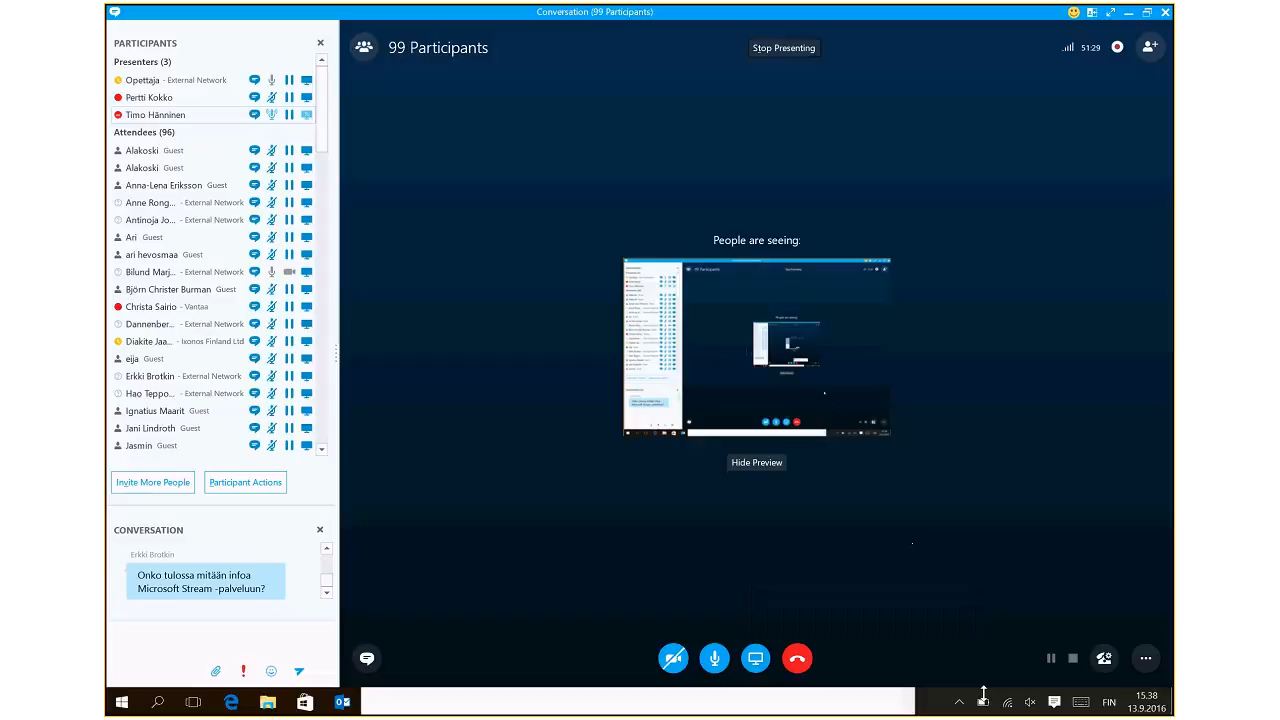 Conversation (99 Participants)
PARTICIPANTS
Presenters (3)
Opettaja - External Network
Pertti Kokko
Timo Hänninen
Attendees (96)
Alakoski Guest
Alakoski Guest
Anna-Lena Eriksson Guest
Anne Rong... - External Network
Antinoja Jo... - External Network
Ari Guest
ari hevosmaa Guest
Bilund Marj... - External Network
Björn Christer Burman Guest
Christa Sairio - Vantaa
Dannenber... - External Network
Diakite Jaa... - Ixonos Finland Ltd
eija Guest
Erkki Brotkin - External Network
Hao Teppo... - External Network
Ignatius Maarit Guest
Jani Lindroth Guest
Jasmin Guest
Invite More People
Participant Actions
CONVERSATION
Erkki Brotkin
Onko tulossa mitään infoa
Microsoft Stream -palveluun?
99 Participants
Stop Presenting
51:29
People are seeing:
Hide Preview
FIN
15.38
13.9.2016